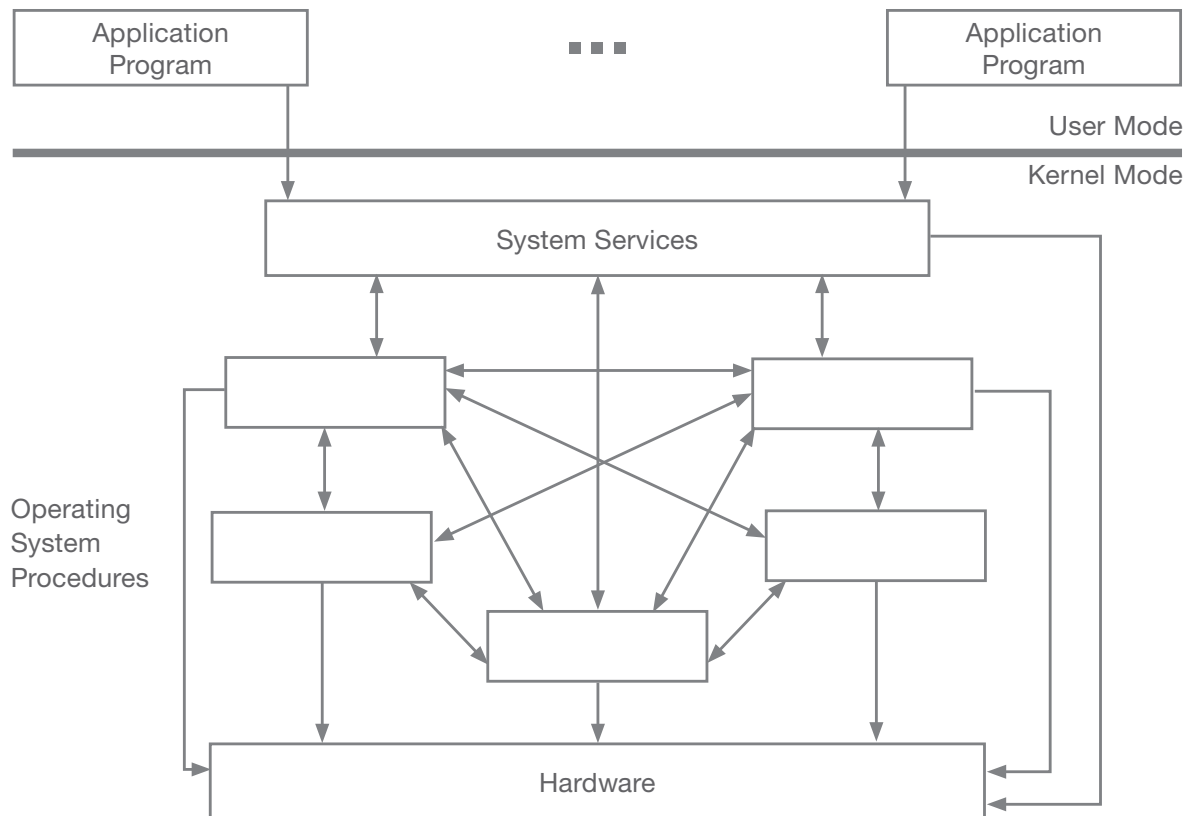 Application
Program
Application
Program
User Mode
Kernel Mode
System Services
Operating
System
Procedures
Hardware